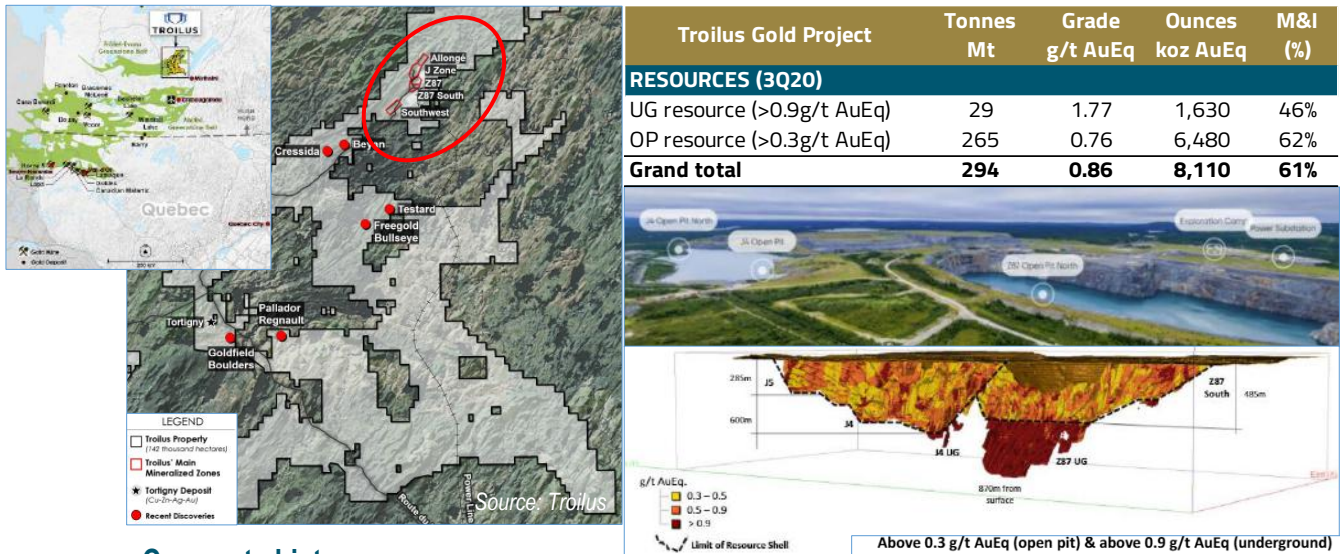 TROILUS
Quebec
Gold Mine
Gold Deposit
Allongé
J Zone
Z87
Z87 South
Southwest
Cressida
Beyan
Testard
Freegold
Bullseye
Pallador
Regnault
Tortigny
Goldfield
Boulders
LEGEND
Troilus Property
(142 thousand hectares)
Troilus' Main
Mineralized Zones
Tortigny Deposit
(Cu-Zn-Ag-Au)
Recent Discoveries
Power Line
Route du
Source: Troilus
Troilus Gold Project Tonnes Mt Grade g/t AuEq Ounces koz AuEq M&I (%)
RESOURCES (3Q20)
UG resource (>0.9g/t AuEq) 29 1.77 1,630 46%
OP resource (>0.3g/t AuEq) 265 0.76 6,480 62%
Grand total 294 0.86 8,110 61%
J4 Open Pit North
J4 Open Pit
Z87 Open Pit North
Exploration Camp
Power Substation
285m
600m
J5
J4
J4 UG
Z87 UG
Z87
South
485m
870m from
surface
g/t AuEq.
0.3 – 0.5
0.5 – 0.9
> 0.9
Limit of Resource Shell
Above 0.3 g/t AuEq (open pit) & above 0.9 g/t AuEq (underground)